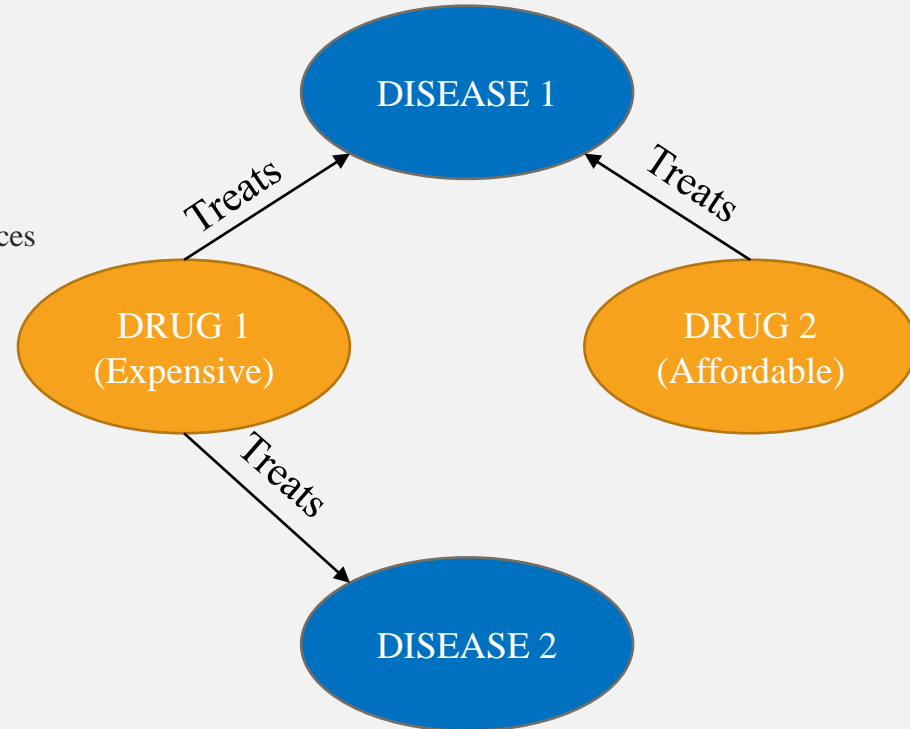 DISEASE 1
Treats
Treats
ces
DRUG 1
(Expensive)
DRUG 2
(Affordable)
Treats
DISEASE 2